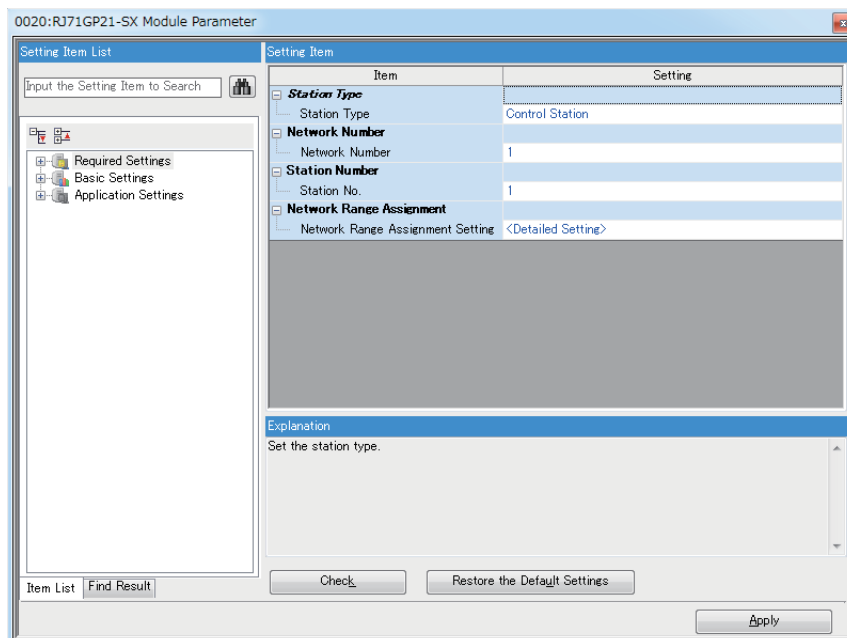 0020:RJ71GP21-SX Module Parameter
Setting Item List
Input the Setting Item to Search
Required Settings
Basic Settings
Application Settings
Item List Find Result
Setting Item
Item Setting
Station Type
Station Type Control Station
Network Number
Network Number 1
Station Number
Station No. 1
Network Range Assignment
Network Range Assignment Setting <Detailed Setting>
Explanation
Set the station type.
Check Restore the Default Settings
Apply